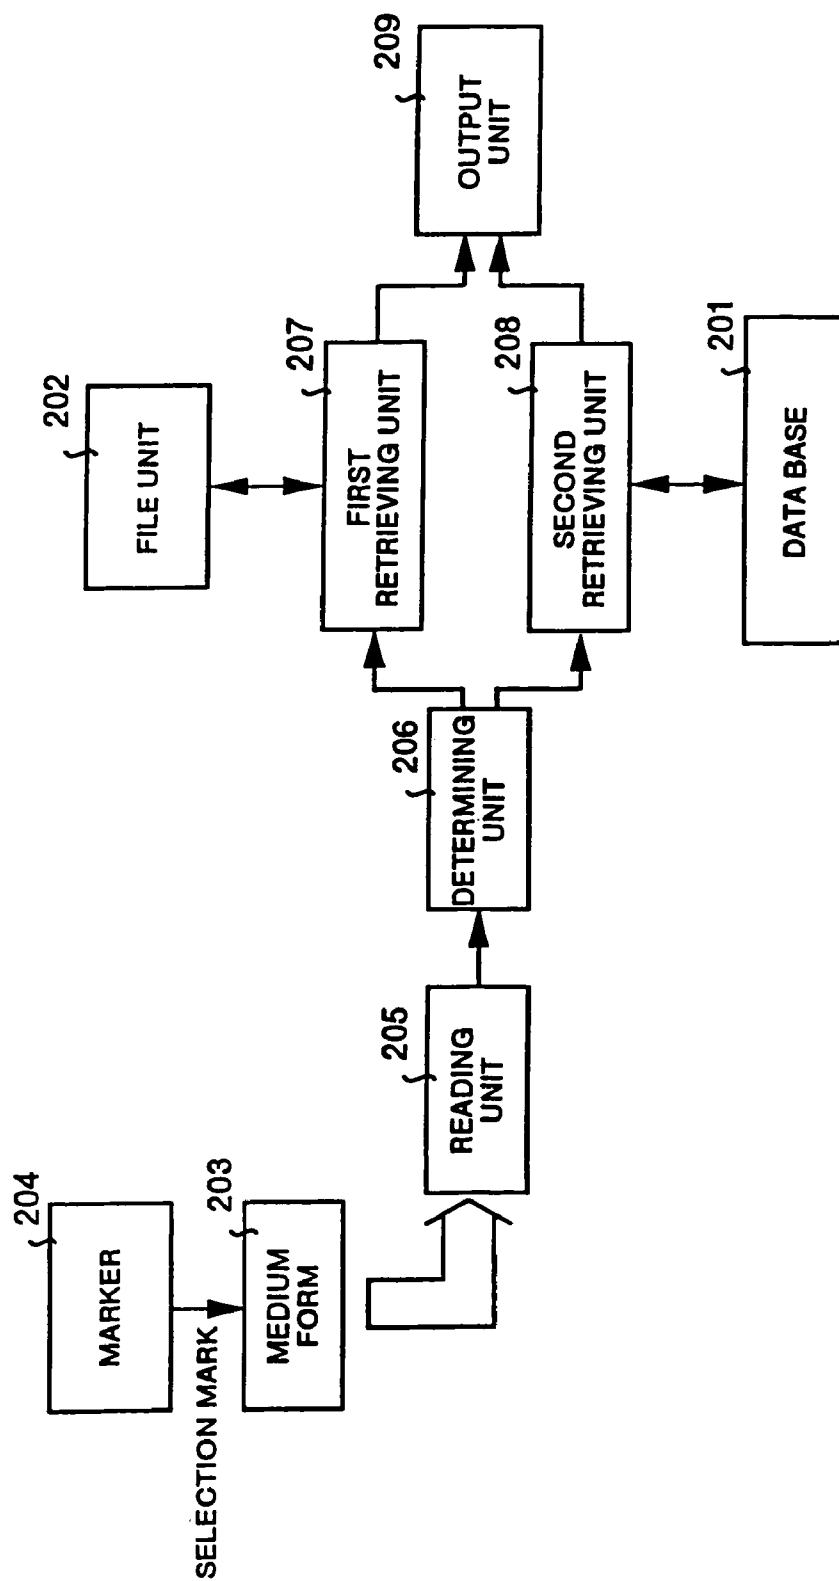 204
MARKER
SELECTION MARK
203
MEDIUM
FORM
205
READING
UNIT
206
DETERMINING
UNIT
202
FILE UNIT
207
FIRST
RETRIEVING UNIT
208
SECOND
RETRIEVING UNIT
201
DATA BASE
209
OUTPUT
UNIT